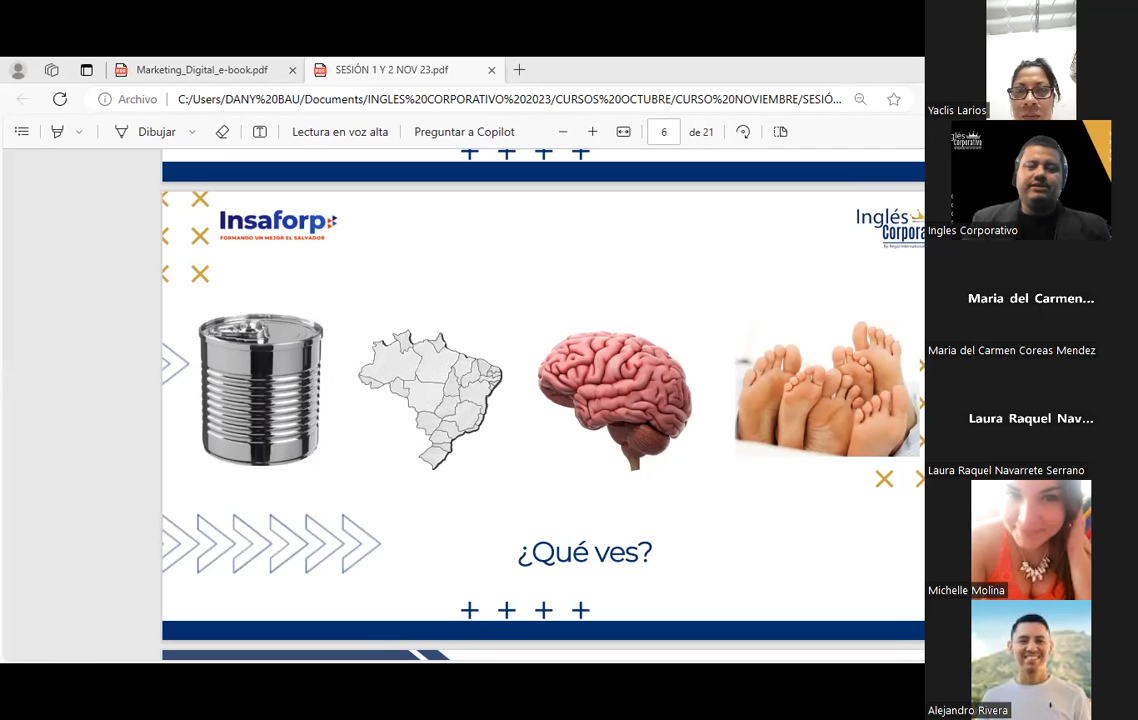 Marketing_Digital_e-book.pdf
SESIÓN 1 Y 2 NOV 23.pdf
Archivo
C:/Users/DANY%20BAU/Documents/INGLES%20CORPORATIVO%202023/CURSOS%20OCTUBRE/CURSO%20NOVIEMBRE/SESIÓ...
Dibujar
Lectura en voz alta
Preguntar a Copilot
6
de 21
Insaforp
FORMANDO UN MEJOR EL SALVADOR
Inglés
Corpora
¿Qué ves?
Yaclis Larios
Corporativo
Ingles Corporativo
Maria del Carmen...
Maria del Carmen Coreas Mendez
Laura Raquel Nav...
Laura Raquel Navarrete Serrano
Michelle Molina
Alejandro Rivera